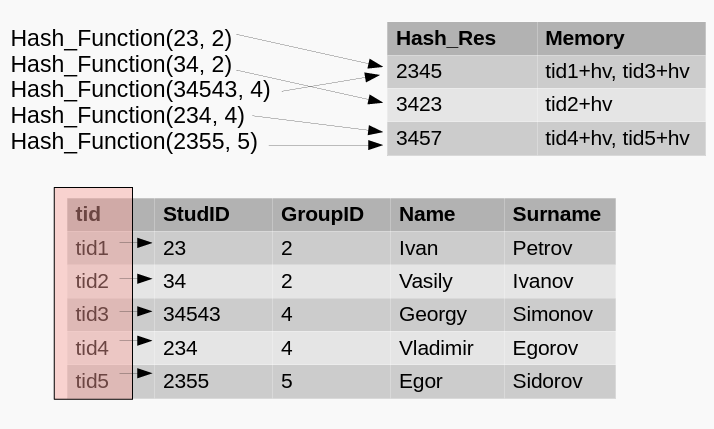 Hash_Function(23, 2)
Hash_Function(34, 2)
Hash_Function(34543, 4)
Hash_Function(234, 4)
Hash_Function(2355, 5)
Hash_Res Memory
2345 tid1+hv, tid3+hv
3423 tid2+hv
3457 tid4+hv, tid5+hv
tid StudID GroupID Name Surname
tid1 23 2 Ivan Petrov
tid2 34 2 Vasily Ivanov
tid3 34543 4 Georgy Simonov
tid4 234 4 Vladimir Egorov
tid5 2355 5 Egor Sidorov